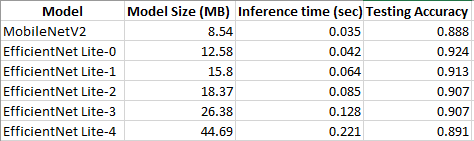 Model Model Size (MB) Inference time (sec) Testing Accuracy
MobileNetV2 8.54 0.035 0.888
EfficientNet Lite-0 12.58 0.042 0.924
EfficientNet Lite-1 15.8 0.064 0.913
EfficientNet Lite-2 18.37 0.085 0.907
EfficientNet Lite-3 26.38 0.128 0.907
EfficientNet Lite-4 44.69 0.221 0.891